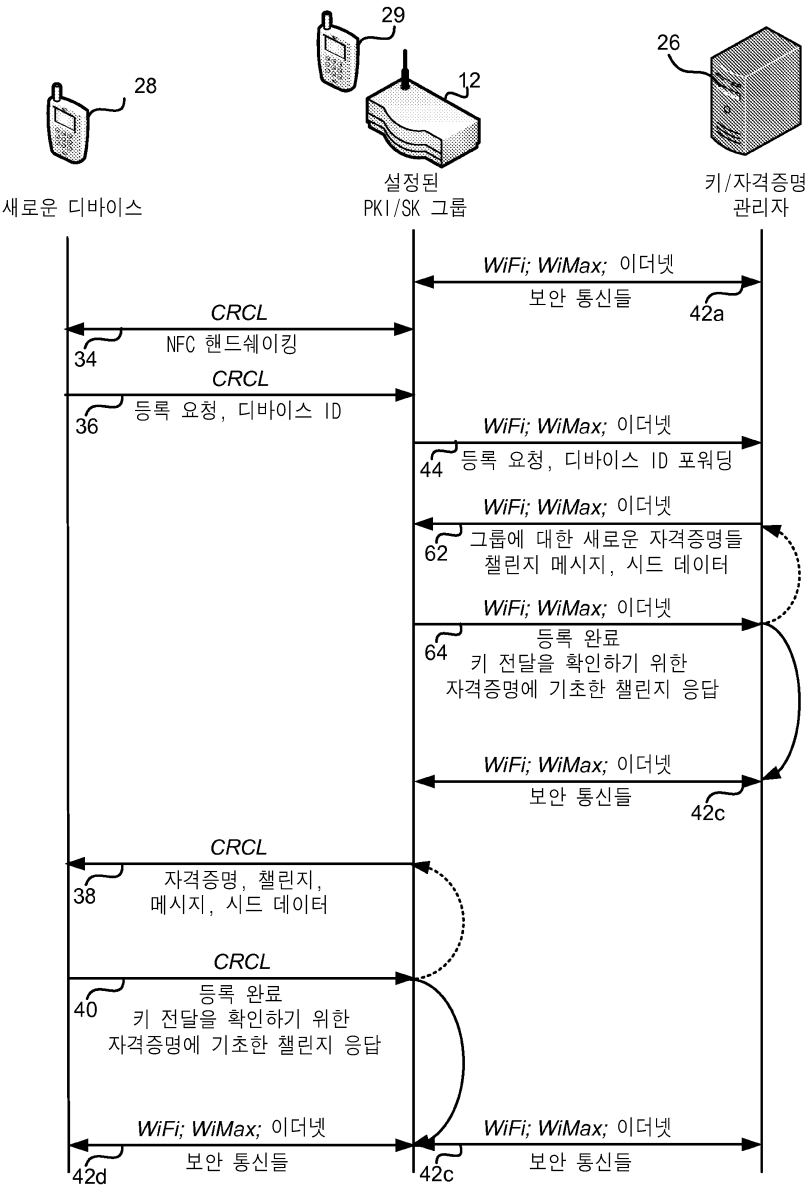 29
28
12
26
새로운 디바이스
설정된
PKI/SK 그룹
키/자격증명
관리자
WiFi; WiMax; 이더넷
보안 통신들
42a
CRCL
NFC 핸드쉐이킹
34
CRCL
등록 요청, 디바이스 ID
36
WiFi; WiMax; 이더넷
등록 요청, 디바이스 ID 포워딩
44
WiFi; WiMax; 이더넷
그룹에 대한 새로운 자격증명들
챌린지 메시지, 시드 데이터
62
WiFi; WiMax; 이더넷
등록 완료
키 전달을 확인하기 위한
자격증명에 기초한 챌린지 응답
64
WiFi; WiMax; 이더넷
보안 통신들
42c
CRCL
자격증명, 챌린지,
메시지, 시드 데이터
38
CRCL
등록 완료
키 전달을 확인하기 위한
자격증명에 기초한 챌린지 응답
40
WiFi; WiMax; 이더넷
보안 통신들
42d
WiFi; WiMax; 이더넷
보안 통신들
42c